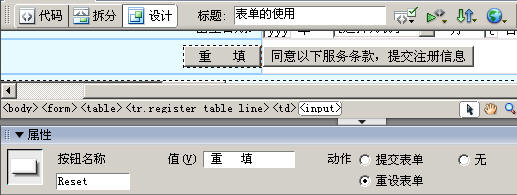 代码 拆分 设计 标题: 表单的使用
重 填 同意以下服务条款，提交注册信息
<body><form><table><tr.register table line><td><input>
属性
按钮名称 值(V) 重 填 动作 提交表单 无
Reset 重设表单